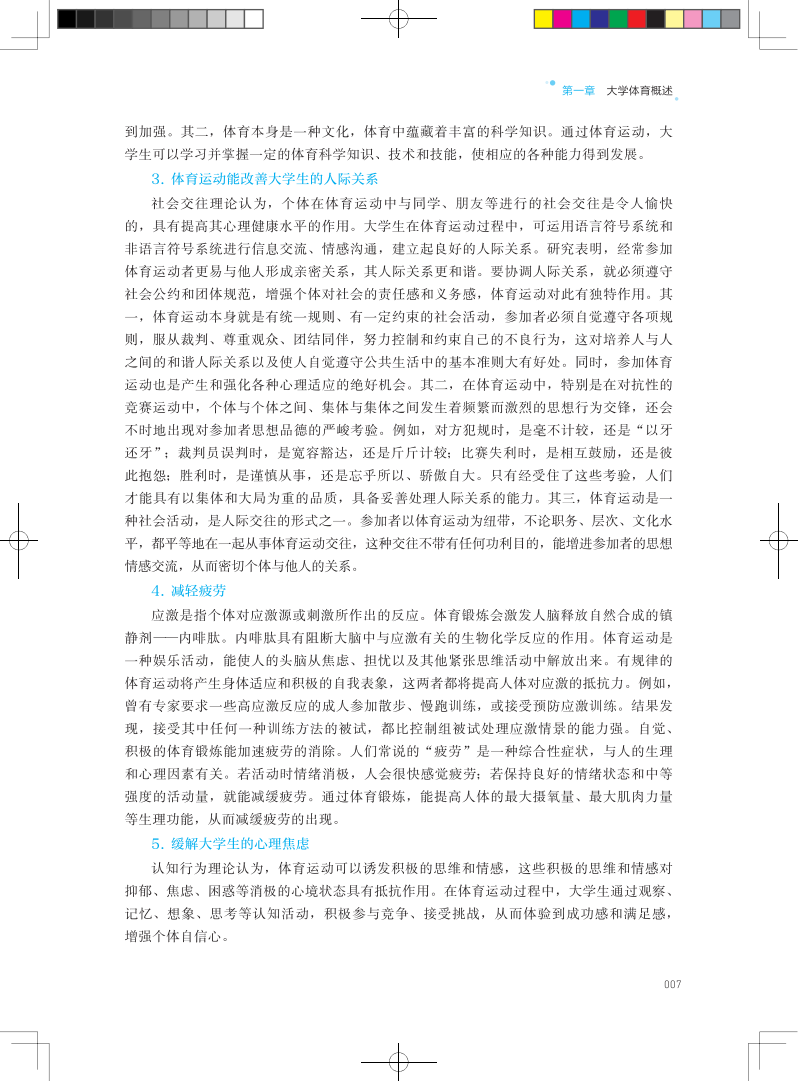 第一章 大学体育概述
到加强。其二，体育本身是一种文化，体育中蕴藏着丰富的科学知识。通过体育运动，大
学生可以学习并掌握一定的体育科学知识、技术和技能，使相应的各种能力得到发展。
3. 体育运动能改善大学生的人际关系
社会交往理论认为，个体在体育运动中与同学、朋友等进行的社会交往是令人愉快
的，具有提高其心理健康水平的作用。大学生在体育运动过程中，可运用语言符号系统和
非语言符号系统进行信息交流、情感沟通，建立起良好的人际关系。研究表明，经常参加
体育运动者更易与他人形成亲密关系，其人际关系更和谐。要协调人际关系，就必须遵守
社会公约和团体规范，增强个体对社会的责任感和义务感，体育运动对此有独特作用。其
一，体育运动本身就是有统一规则、有一定约束的社会活动，参加者必须自觉遵守各项规
则，服从裁判、尊重观众、团结同伴，努力控制和约束自己的不良行为，这对培养人与人
之间的和谐人际关系以及使人自觉遵守公共生活中的基本准则大有好处。同时，参加体育
运动也是产生和强化各种心理适应的绝好机会。其二，在体育运动中，特别是在对抗性的
竞赛运动中，个体与个体之间、集体与集体之间发生着频繁而激烈的思想行为交锋，还会
不时地出现对参加者思想品德的严峻考验。例如，对方犯规时，是毫不计较，还是“以牙
还牙”；裁判员误判时，是宽容豁达，还是斤斤计较；比赛失利时，是相互鼓励，还是彼
此抱怨；胜利时，是谨慎从事，还是忘乎所以、骄傲自大。只有经受住了这些考验，人们
才能具有以集体和大局为重的品质，具备妥善处理人际关系的能力。其三，体育运动是一
种社会活动，是人际交往的形式之一。参加者以体育运动为纽带，不论职务、层次、文化水
平，都平等地在一起从事体育运动交往，这种交往不带有任何功利目的，能增进参加者的思想
情感交流，从而密切个体与他人的关系。
4. 减轻疲劳
应激是指个体对应激源或刺激所作出的反应。体育锻炼会激发人脑释放自然合成的镇
静剂——内啡肽。内啡肽具有阻断大脑中与应激有关的生物化学反应的作用。体育运动是
一种娱乐活动，能使人的头脑从焦虑、担忧以及其他紧张思维活动中解放出来。有规律的
体育运动将产生身体适应和积极的自我表象，这两者都将提高人体对应激的抵抗力。例如，
曾有专家要求一些高应激反应的成人参加散步、慢跑训练，或接受预防应激训练。结果发
现，接受其中任何一种训练方法的被试，都比控制组被试处理应激情景的能力强。自觉、
积极的体育锻炼能加速疲劳的消除。人们常说的“疲劳”是一种综合性症状，与人的生理
和心理因素有关。若活动时情绪消极，人会很快感觉疲劳；若保持良好的情绪状态和中等
强度的活动量，就能减缓疲劳。通过体育锻炼，能提高人体的最大摄氧量、最大肌肉力量
等生理功能，从而减缓疲劳的出现。
5. 缓解大学生的心理焦虑
认知行为理论认为，体育运动可以诱发积极的思维和情感，这些积极的思维和情感对
抑郁、焦虑、困惑等消极的心境状态具有抵抗作用。在体育运动过程中，大学生通过观察、
记忆、想象、思考等认知活动，积极参与竞争、接受挑战，从而体验到成功感和满足感，
增强个体自信心。
007